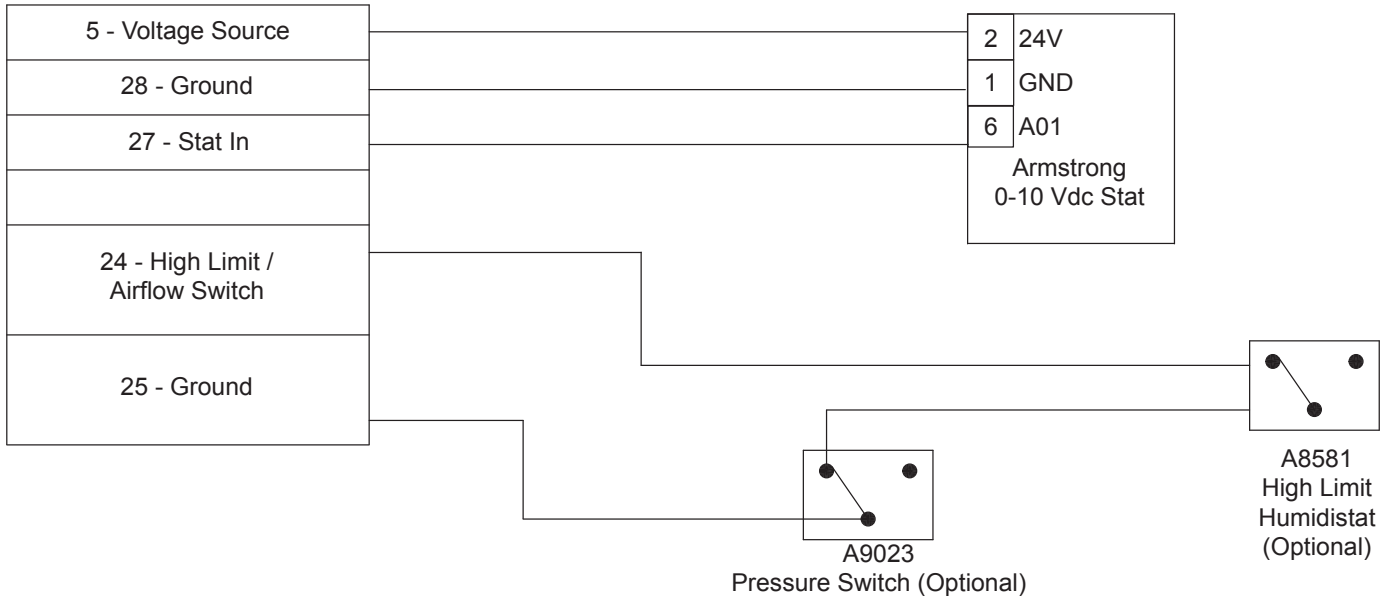 5 - Voltage Source
28 - Ground
27 - Stat In
24 - High Limit /
Airflow Switch
25 - Ground
2 24V
1 GND
6 A01
Armstrong
0-10 Vdc Stat
A8581
High Limit
Humidistat
(Optional)
A9023
Pressure Switch (Optional)